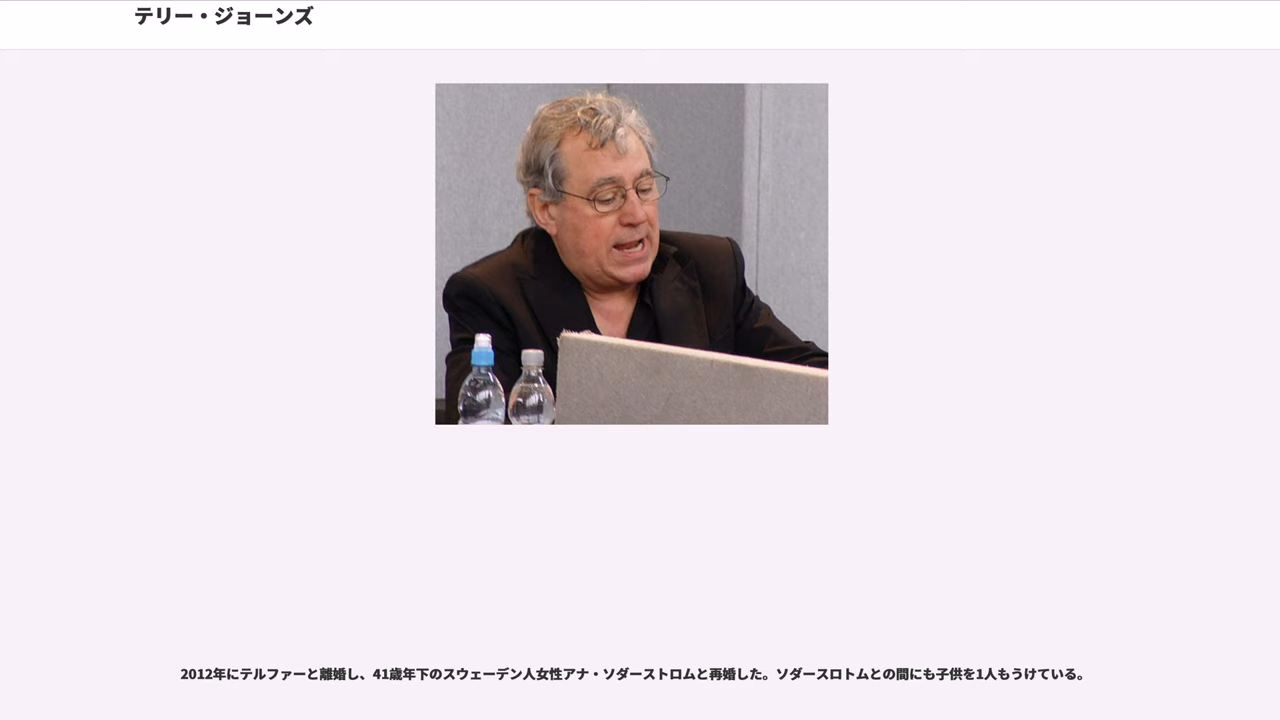 テリー・ジョーンズ
2012年にテルファーと離婚し、41歳年下のスウェーデン人女性アナ・ソダーストロムと再婚した。ソダースロトムとの間にも子供を1人もうけている。